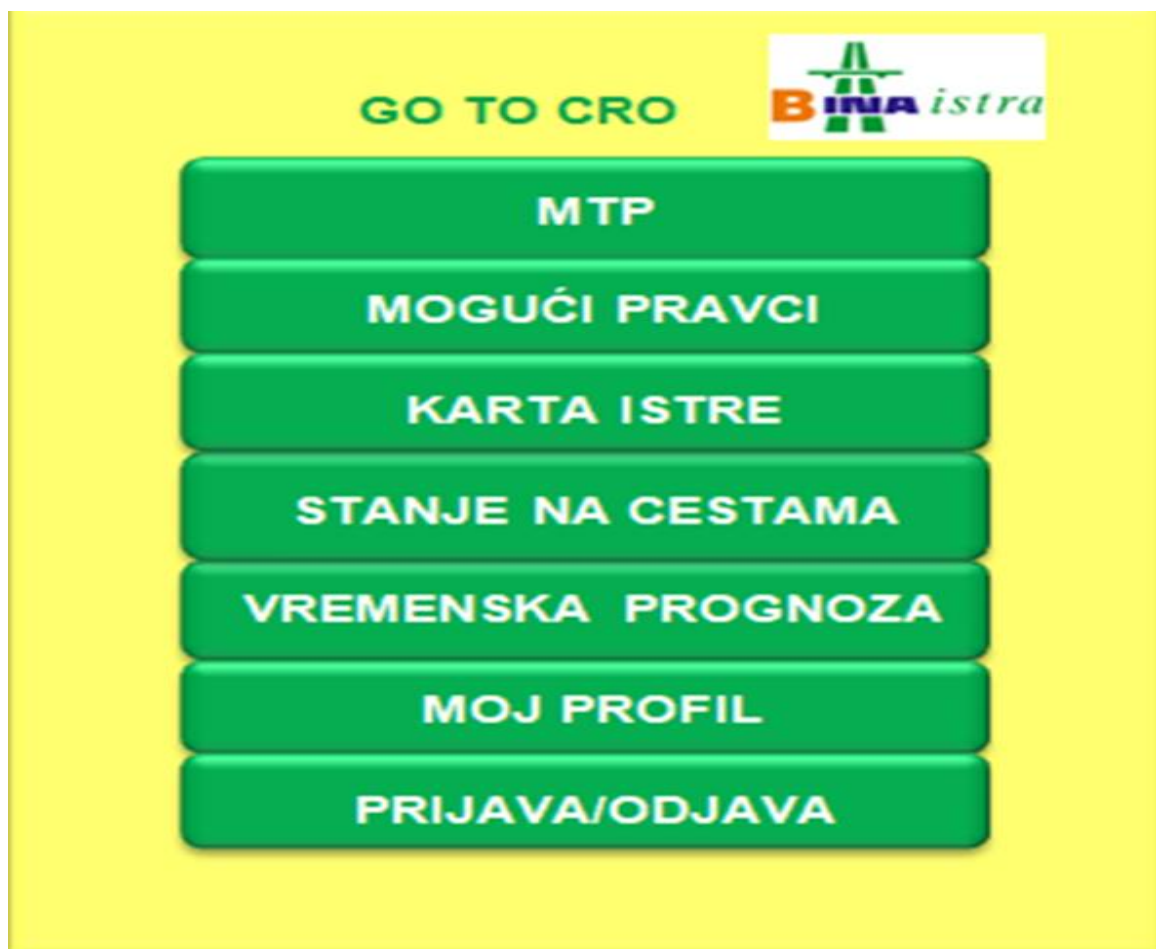 GO TO CRO
BINA istra
MTP
MOGUĆI PRAVCI
KARTA ISTRE
STANJE NA CESTAMA
VREMENSKA PROGNOZA
MOJ PROFIL
PRIJAVA/ODJAVA